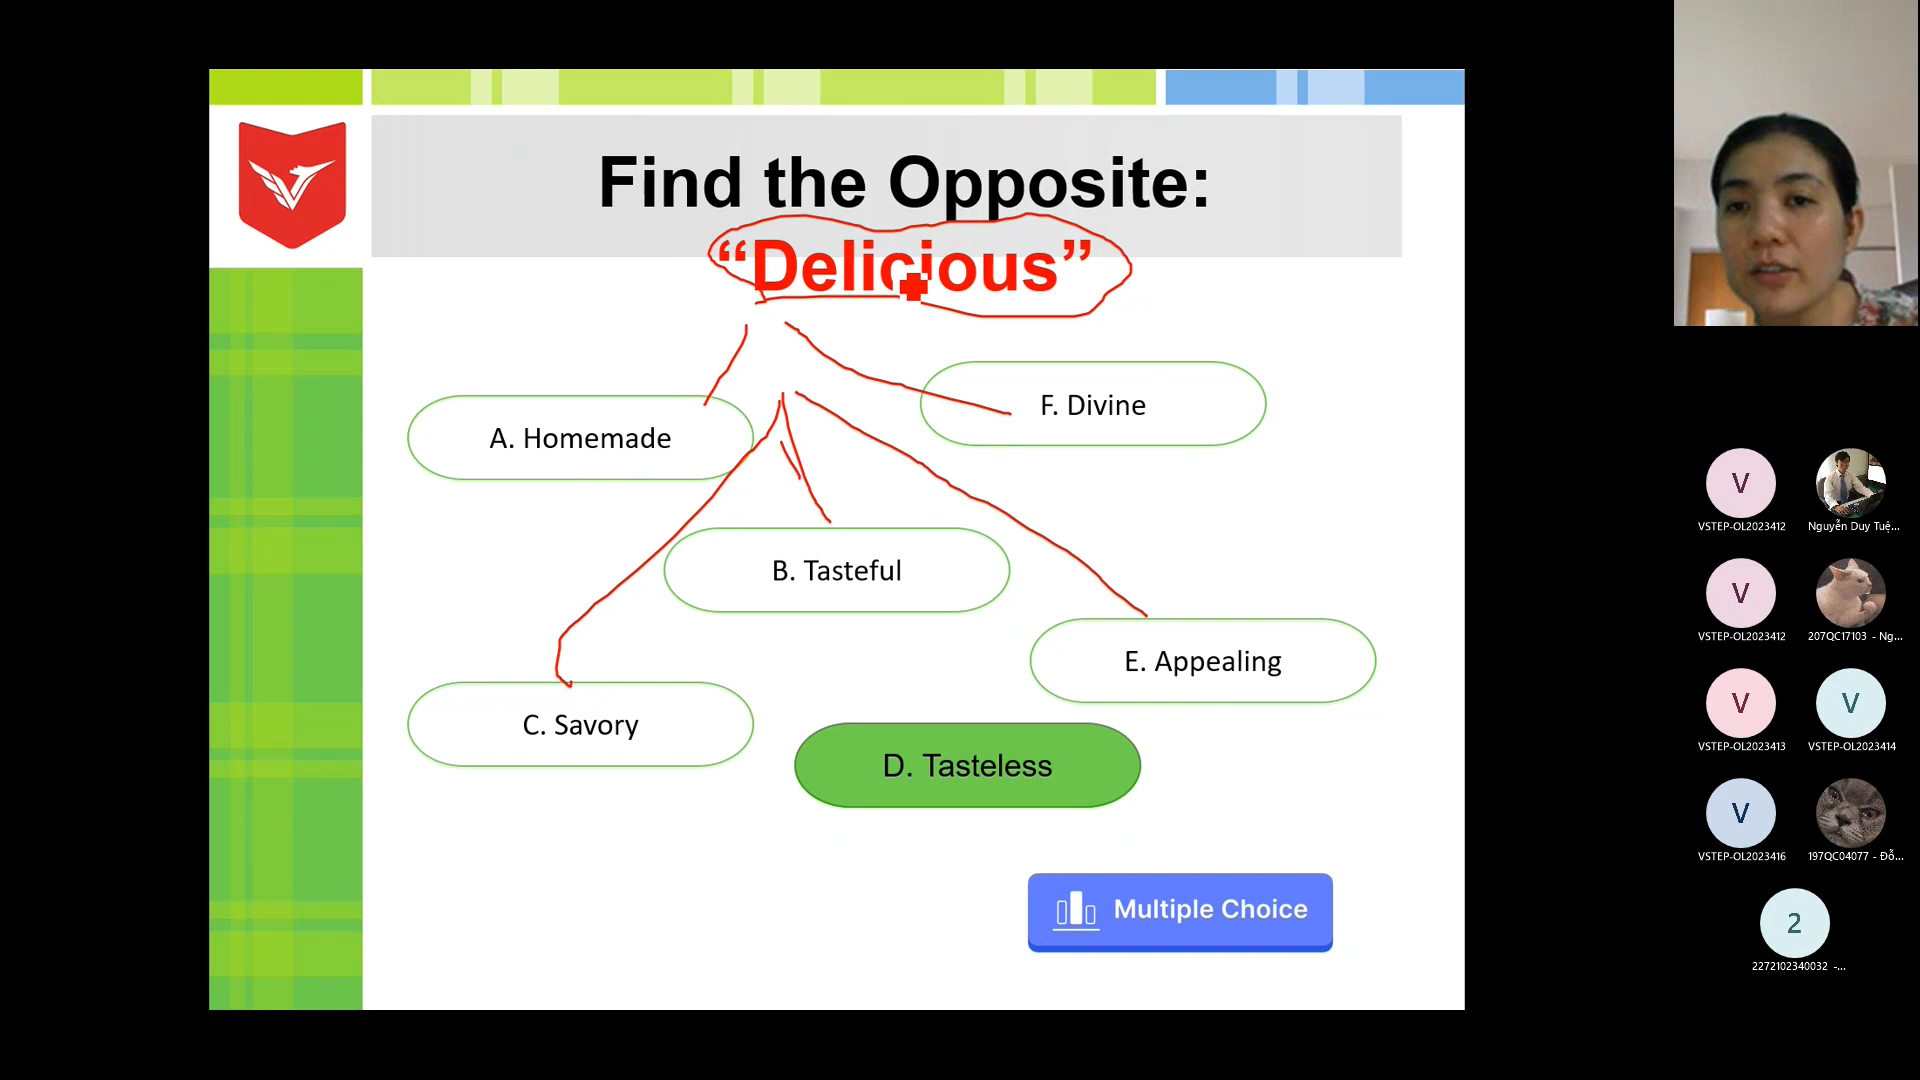 Find the Opposite:
“Delicious”
A. Homemade
F. Divine
B. Tasteful
E. Appealing
C. Savory
D. Tasteless
Multiple Choice
V
VSTEP-OL2023412
Nguyễn Duy Tuệ...
V
VSTEP-OL2023412
207QC17103 - Ng...
V
VSTEP-OL2023413
V
VSTEP-OL2023414
V
VSTEP-OL2023416
197QC04077 - Đỗ...
2
2272102340032 -...